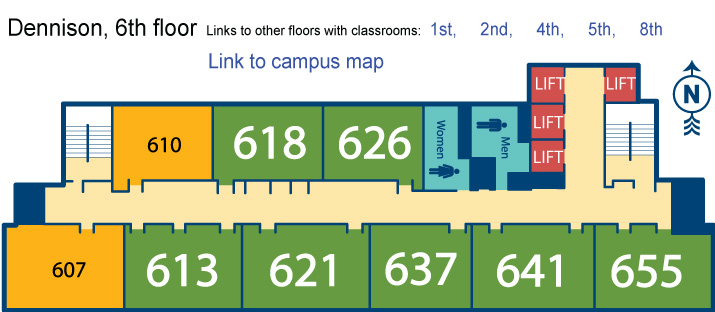 Dennison, 6th floor Links to other floors with classrooms: 1st, 2nd, 4th, 5th, 8th
Link to campus map
LIFT LIFT
N
610 618 626 Women Men LIFT
LIFT
607 613 621 637 641 655